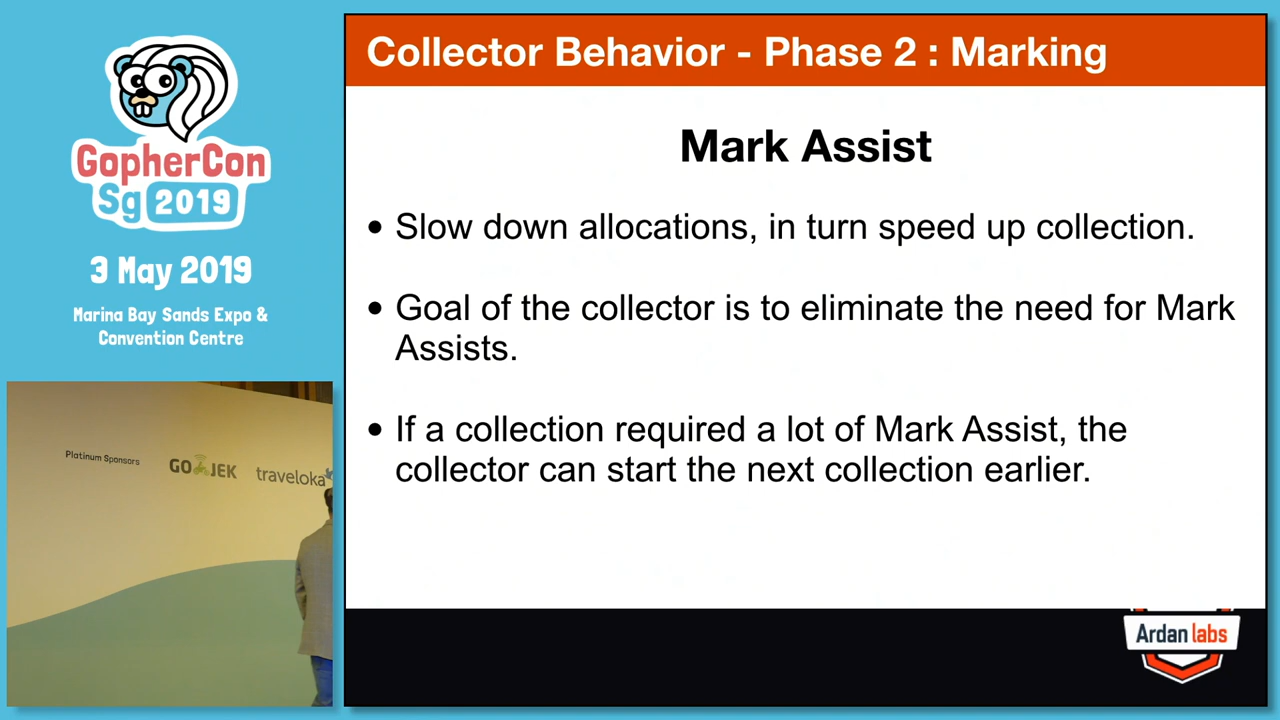 GopherCon
Sg 2019
3 May 2019
Marina Bay Sands Expo &
Convention Centre
Platinum Sponsors
GO JEK
traveloka
Collector Behavior - Phase 2 : Marking
Mark Assist
• Slow down allocations, in turn speed up collection.
• Goal of the collector is to eliminate the need for Mark
Assists.
• If a collection required a lot of Mark Assist, the
collector can start the next collection earlier.
Ardan labs